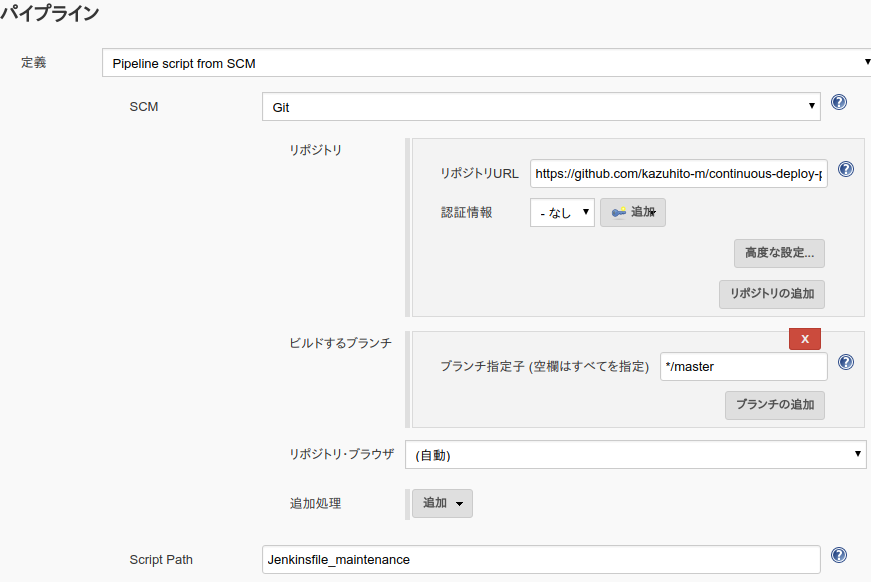 パイプライン
定義
Pipeline script from SCM
SCM
Git
リポジトリ
リポジトリURL
https://github.com/kazuhito-m/continuous-deploy-p
認証情報
- なし
追加
高度な設定...
リポジトリの追加
ビルドするブランチ
X
ブランチ指定子 (空欄はすべてを指定)
*/master
ブランチの追加
リポジトリ・ブラウザ
(自動)
追加処理
追加
Script Path
Jenkinsfile_maintenance